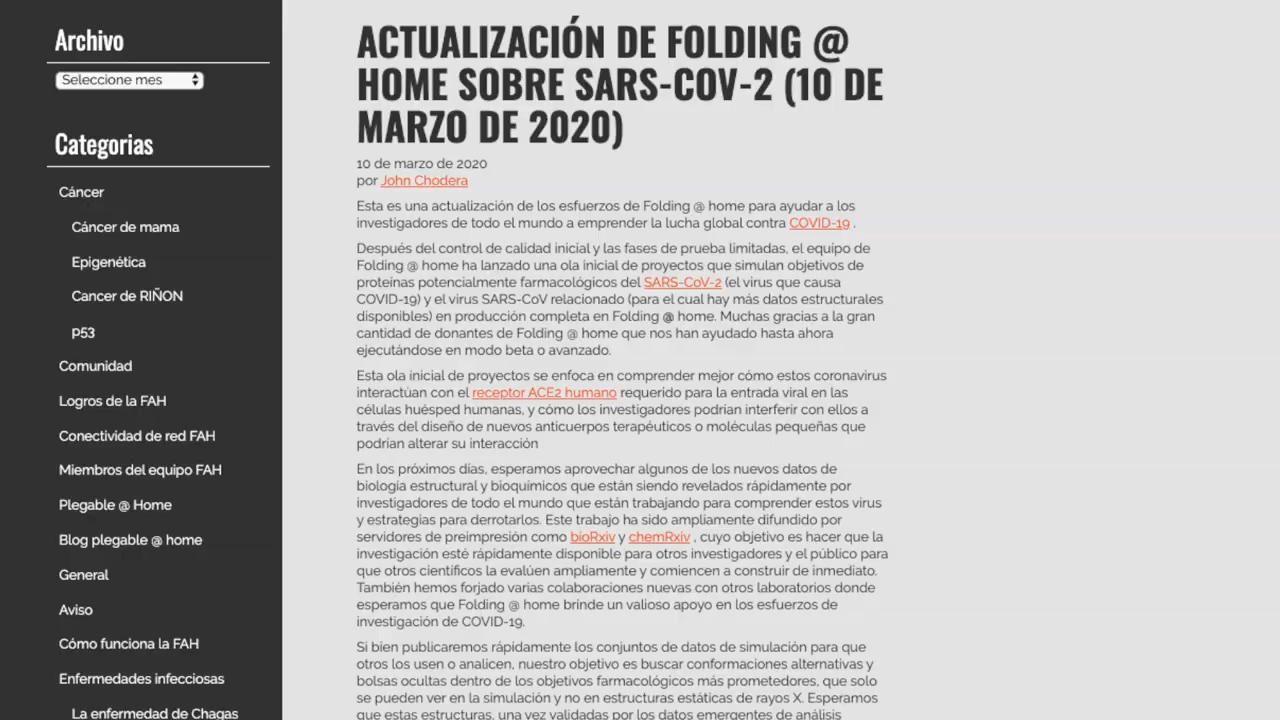 Archivo
Seleccione mes
Categorias
Cáncer
Cáncer de mama
Epigenética
Cancer de RIÑON
p53
Comunidad
Logros de la FAH
Conectividad de red FAH
Miembros del equipo FAH
Plegable @ Home
Blog plegable @ home
General
Aviso
Cómo funciona la FAH
Enfermedades infecciosas
La enfermedad de Chagas
ACTUALIZACIÓN DE FOLDING @
HOME SOBRE SARS-COV-2 (10 DE
MARZO DE 2020)
10 de marzo de 2020
por John Chodera
Esta es una actualización de los esfuerzos de Folding @ home para ayudar a los
investigadores de todo el mundo a emprender la lucha global contra COVID-19 .
Después del control de calidad inicial y las fases de prueba limitadas, el equipo de
Folding @ home ha lanzado una ola inicial de proyectos que simulan objetivos de
proteínas potencialmente farmacológicos del SARS-CoV-2 (el virus que causa
COVID-19) y el virus SARS-CoV relacionado (para el cual hay más datos estructurales
disponibles) en producción completa en Folding @ home. Muchas gracias a la gran
cantidad de donantes de Folding @ home que nos han ayudado hasta ahora
ejecutándose en modo beta o avanzado.
Esta ola inicial de proyectos se enfoca en comprender mejor cómo estos coronavirus
interactúan con el receptor ACE2 humano requerido para la entrada viral en las
células huésped humanas, y cómo los investigadores podrían interferir con ellos a
través del diseño de nuevos anticuerpos terapéuticos o moléculas pequeñas que
podrían alterar su interacción
En los próximos días, esperamos aprovechar algunos de los nuevos datos de
biología estructural y bioquímicos que están siendo revelados rápidamente por
investigadores de todo el mundo que están trabajando para comprender estos virus
y estrategias para derrotarlos. Este trabajo ha sido ampliamente difundido por
servidores de preimpresión como bioRxiv y chemRxiv , cuyo objetivo es hacer que la
investigación esté rápidamente disponible para otros investigadores y el público para
que otros científicos la evalúen ampliamente y comiencen a construir de inmediato.
También hemos forjado varias colaboraciones nuevas con otros laboratorios donde
esperamos que Folding @ home brinde un valioso apoyo en los esfuerzos de
investigación de COVID-19.
Si bien publicaremos rápidamente los conjuntos de datos de simulación para que
otros los usen o analicen, nuestro objetivo es buscar conformaciones alternativas y
bolsas ocultas dentro de los objetivos farmacológicos más prometedores, que solo
se pueden ver en la simulación y no en estructuras estáticas de rayos X. Esperamos
que estas estructuras, una vez validadas por los datos emergentes de análisis